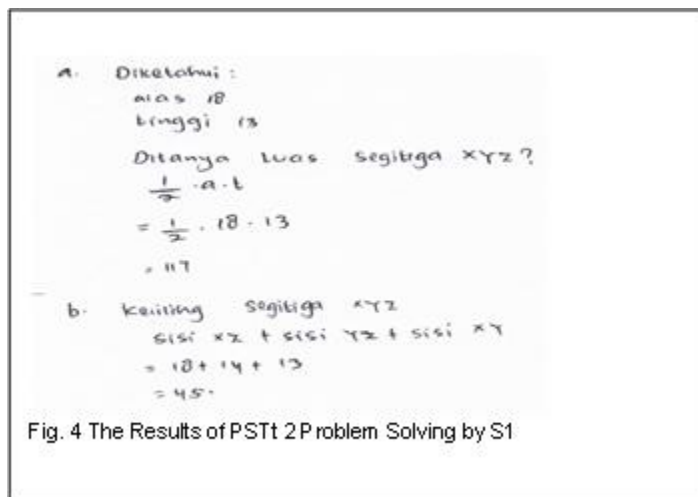 a. Diketahui :
alas 18
tinggi 13
Ditanya luas segitiga XYZ?
1/2 . a . t
= 1/2 . 18 . 13
= 117
b. Keliling segitiga XYZ
sisi XZ + sisi YZ + sisi XY
= 18 + 14 + 13
= 45.
Fig. 4 The Results of PSTt 2 Problem Solving by S1